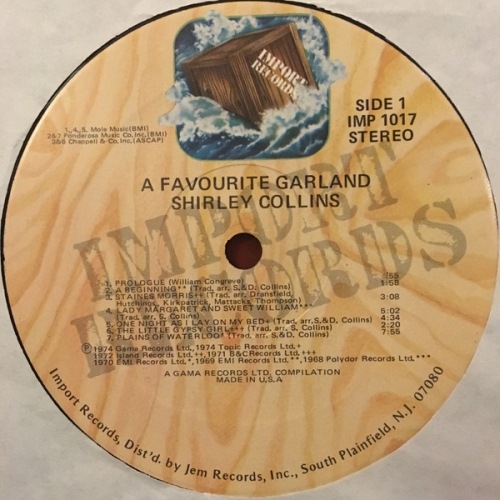 IMPORT
RECORDS
1.,4.,5. Mole Music(BMI)
2&7 Ponderosa Music Co. Inc.(BMI)
3&6 Chappell & Co. Inc.(ASCAP)
SIDE 1
IMP 1017
STEREO
A FAVOURITE GARLAND
SHIRLEY COLLINS
IMPORT
RECORDS
1. PROLOGUE (William Congreve) :55
2. A BEGINNING** (Trad, arr, S.&D. Collins) 1:58
3. STAINES MORRIS++ (Trad. arr. Dransfield,
Hutchings, Kirkpatrick, Mattacks, Thompson) 3:08
4. LADY MARGARET AND SWEET WILLIAM***
(Trad. arr, S. Collins) 5:02
5. ONE NIGHT AS I LAY ON MY BED+ (Trad. arr.S.&D. Collins) 4:34
6. THE LITTLE GYPSY GIRL+++ (Trad. arr. S. Collins) 2:20
7. PLAINS OF WATERLOO* (Trad. arr. S.&D. Collins) 7:55
℗1974 Gama Records Ltd., 1974 Topic Records Ltd.+
1972 Island Records Ltd.++, 1971 B&C Records Ltd.+++
1970 EMI Records Ltd.*, 1969 EMI Records Ltd.**, 1968 Polydor Records Ltd.***
A GAMA RECORDS LTD. COMPILATION
MADE IN U.S.A
Import Records, Dist'd. by Jem Records, Inc., South Plainfield, N.J. 07080